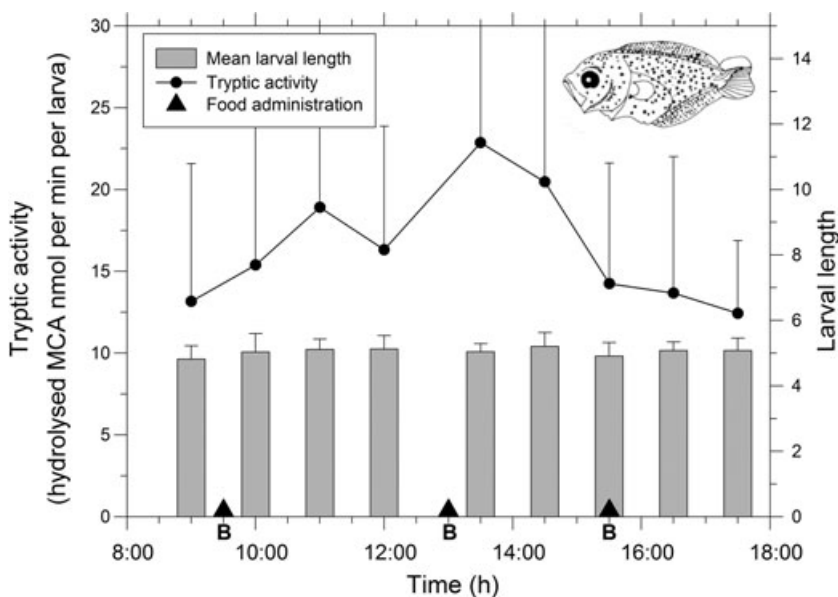 30
25
20
15
10
5
0
Tryptic activity
(hydrolysed MCA nmol per min per larva)
Mean larval length
Tryptic activity
Food administration
15
14
12
10
8
6
4
2
0
Larval length
B
B
B
8:00
10:00
12:00
14:00
16:00
18:00
Time (h)